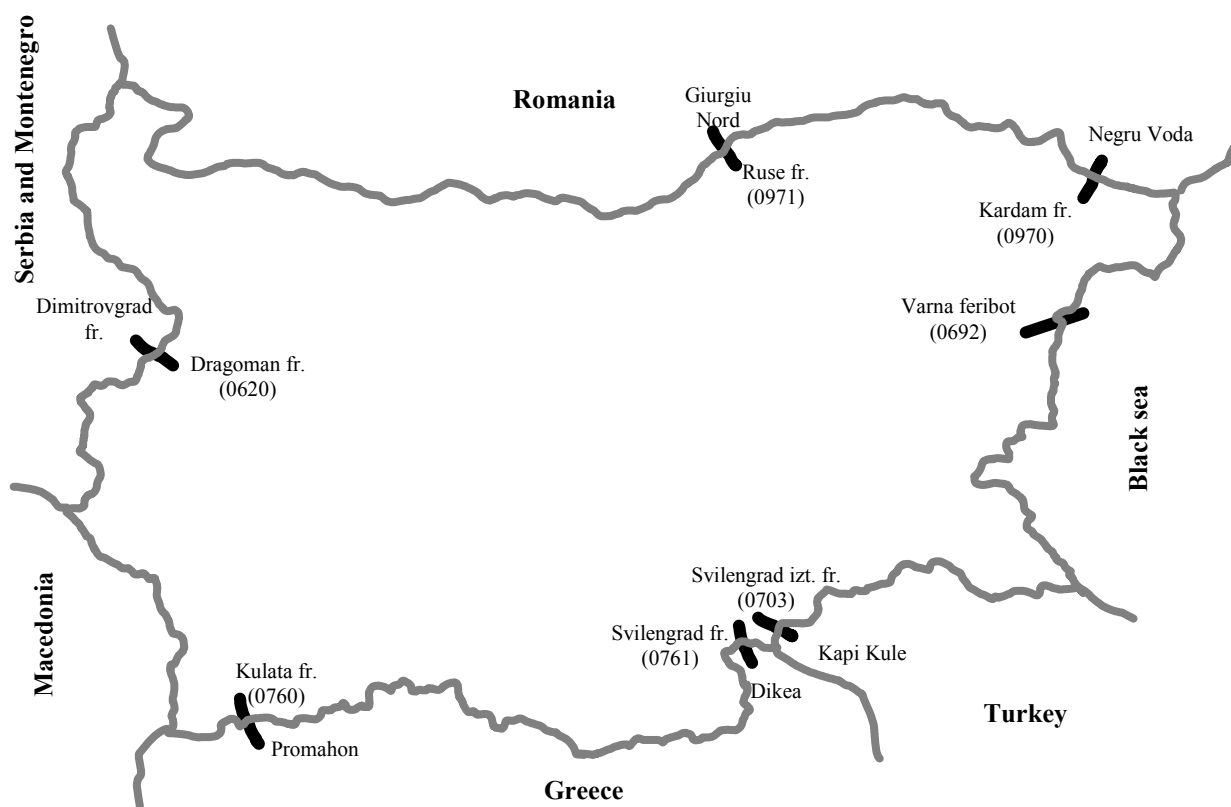 Serbia and Montenegro
Romania
Giurgiu
Nord
Ruse fr.
(0971)
Negru Voda
Kardam fr.
(0970)
Dimitrovgrad
fr.
Dragoman fr.
(0620)
Varna feribot
(0692)
Black sea
Macedonia
Svilengrad izt. fr.
(0703)
Svilengrad fr.
(0761)
Kapi Kule
Dikea
Kulata fr.
(0760)
Promahon
Turkey
Greece